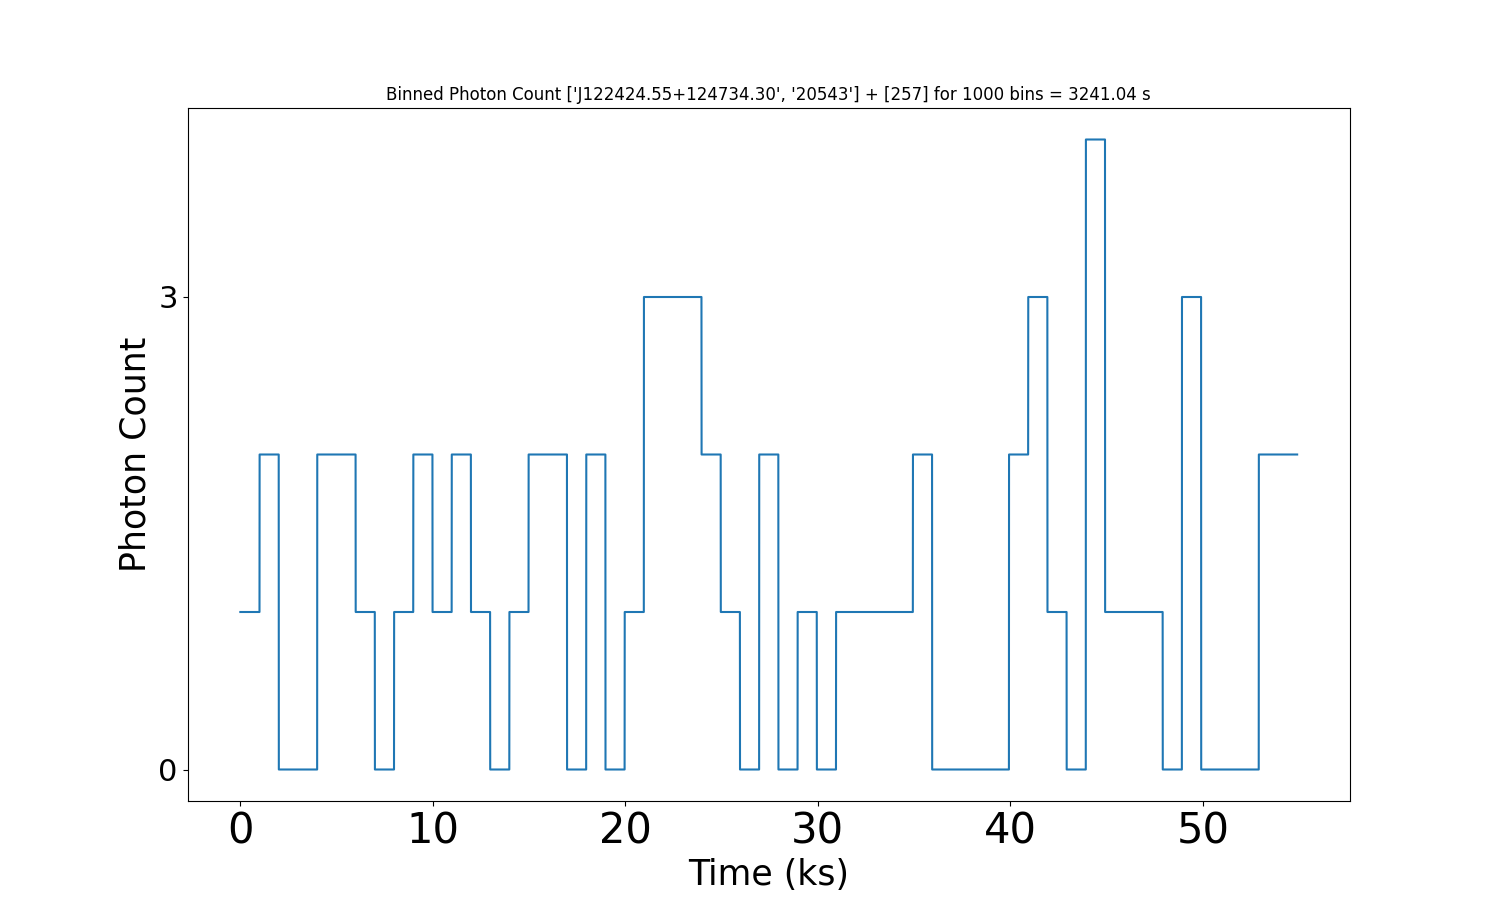 Binned Photon Count ['J122424.55+124734.30', '20543'] + [257] for 1000 bins = 3241.04 s
Photon Count
3
0
0 10 20 30 40 50
Time (ks)